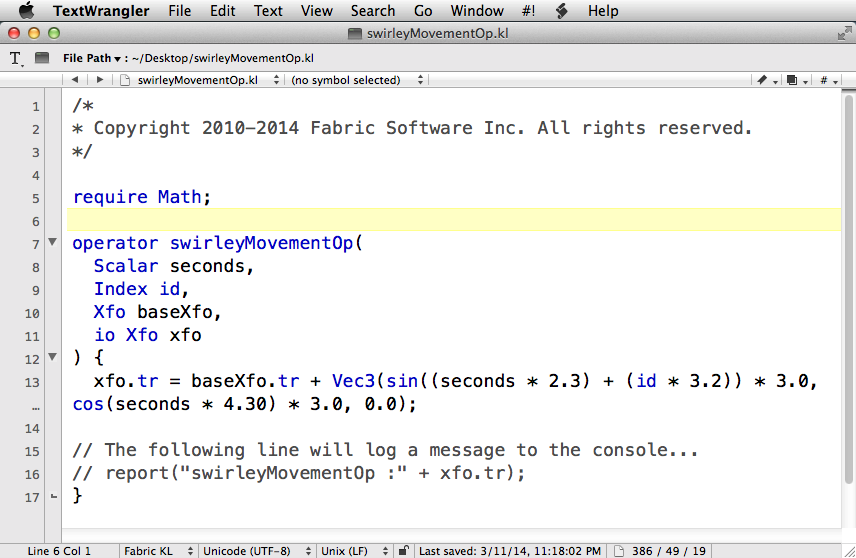 TextWrangler File Edit Text View Search Go Window #! Help
swirleyMovementOp.kl
T. File Path ▾ : ~/Desktop/swirleyMovementOp.kl
swirleyMovementOp.kl (no symbol selected) #
1 /*
2 * Copyright 2010-2014 Fabric Software Inc. All rights reserved.
3 */
4
5 require Math;
6
7 operator swirleyMovementOp(
8 Scalar seconds,
9 Index id,
10 Xfo baseXfo,
11 io Xfo xfo
12 ) {
13 xfo.tr = baseXfo.tr + Vec3(sin((seconds * 2.3) + (id * 3.2)) * 3.0,
… cos(seconds * 4.30) * 3.0, 0.0);
14
15 // The following line will log a message to the console...
16 // report("swirleyMovementOp :" + xfo.tr);
17 }
Line 6 Col 1 Fabric KL Unicode (UTF-8) Unix (LF) Last saved: 3/11/14, 11:18:02 PM 386 / 49 / 19